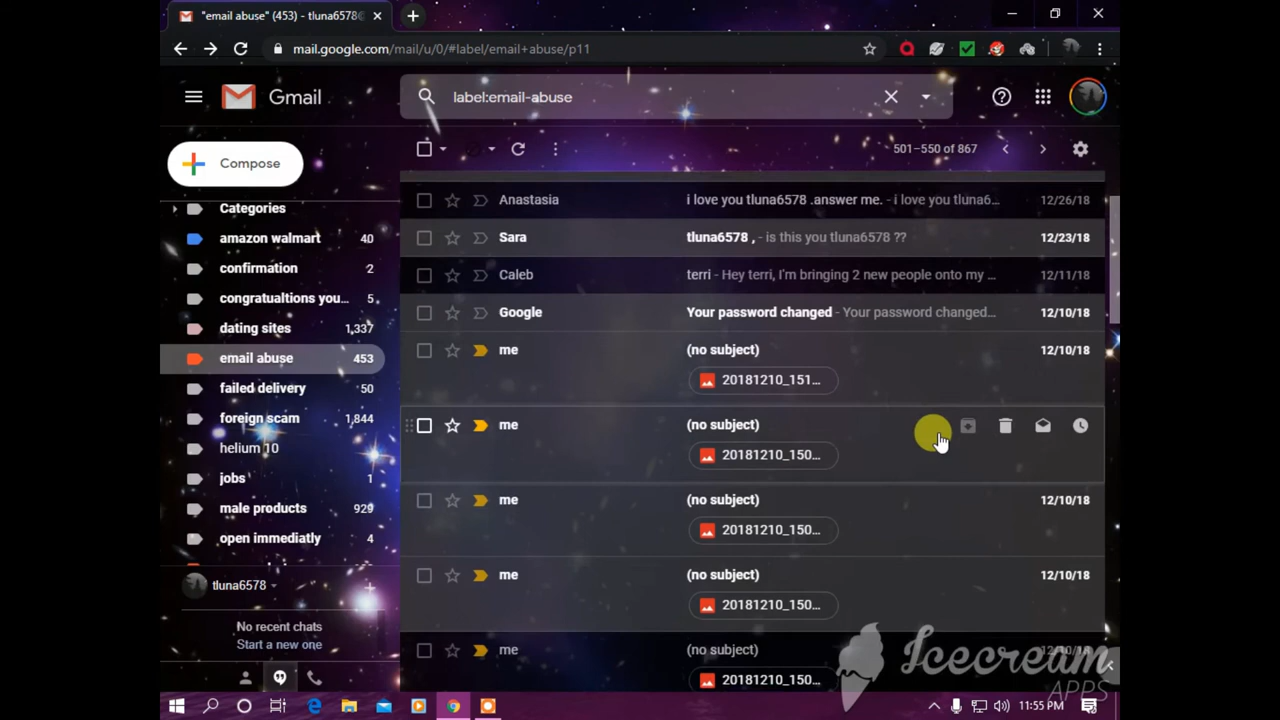 "email abuse" (453) - tluna6578@
mail.google.com/mail/u/0/#label/email+abuse/p11
Gmail
label:email-abuse
Compose
501–550 of 867
Categories
amazon walmart 40
confirmation 2
congratualtions you... 5
dating sites 1,337
email abuse 453
failed delivery 50
foreign scam 1,844
helium 10
jobs 1
male products 929
open immediatly 4
tluna6578
No recent chats
Start a new one
Anastasia i love you tluna6578 .answer me. - i love you tluna6... 12/26/18
Sara tluna6578 , - is this you tluna6578 ?? 12/23/18
Caleb terri - Hey terri, I'm bringing 2 new people onto my ... 12/11/18
Google Your password changed - Your password changed... 12/10/18
me (no subject) 12/10/18
20181210_151...
me (no subject)
20181210_150...
me (no subject) 12/10/18
20181210_150...
me (no subject) 12/10/18
20181210_150...
me (no subject) 12/10/18
20181210_150...
Icecream
APPS
11:55 PM